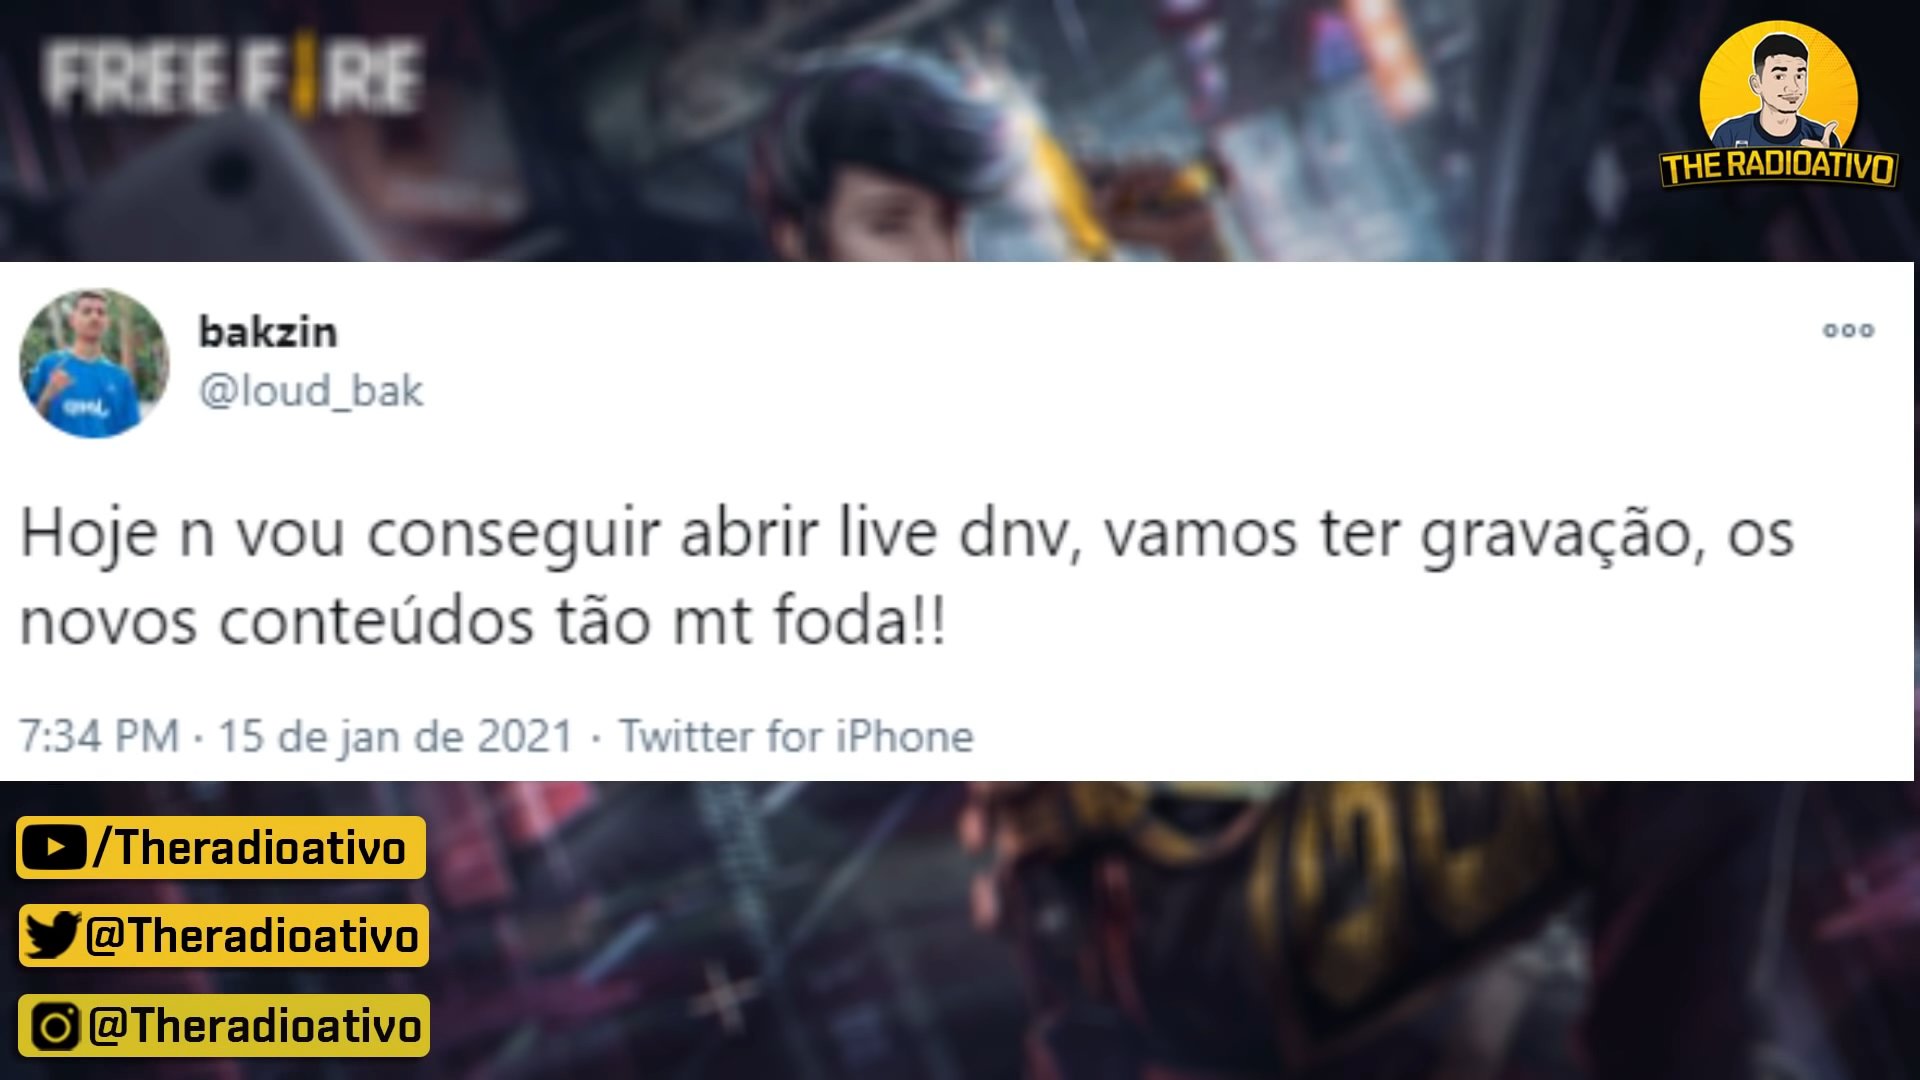 FREE FIRE
THE RADIOATIVO
bakzin
@loud_bak
Hoje n vou conseguir abrir live dnv, vamos ter gravação, os
novos conteúdos tão mt foda!!
7:34 PM · 15 de jan de 2021 · Twitter for iPhone
/Theradioativo
@Theradioativo
@Theradioativo